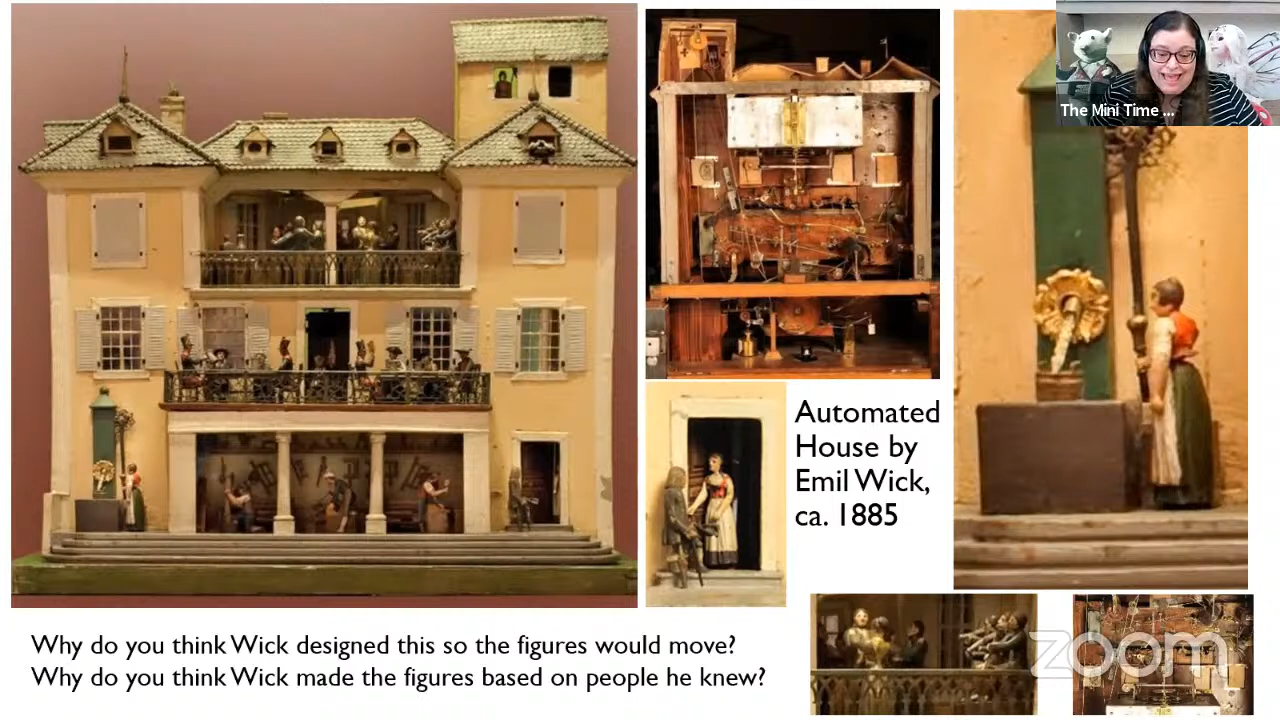 The Mini Time ...
Automated
House by
Emil Wick,
ca. 1885
Why do you think Wick designed this so the figures would move?
Why do you think Wick made the figures based on people he knew?
zoom